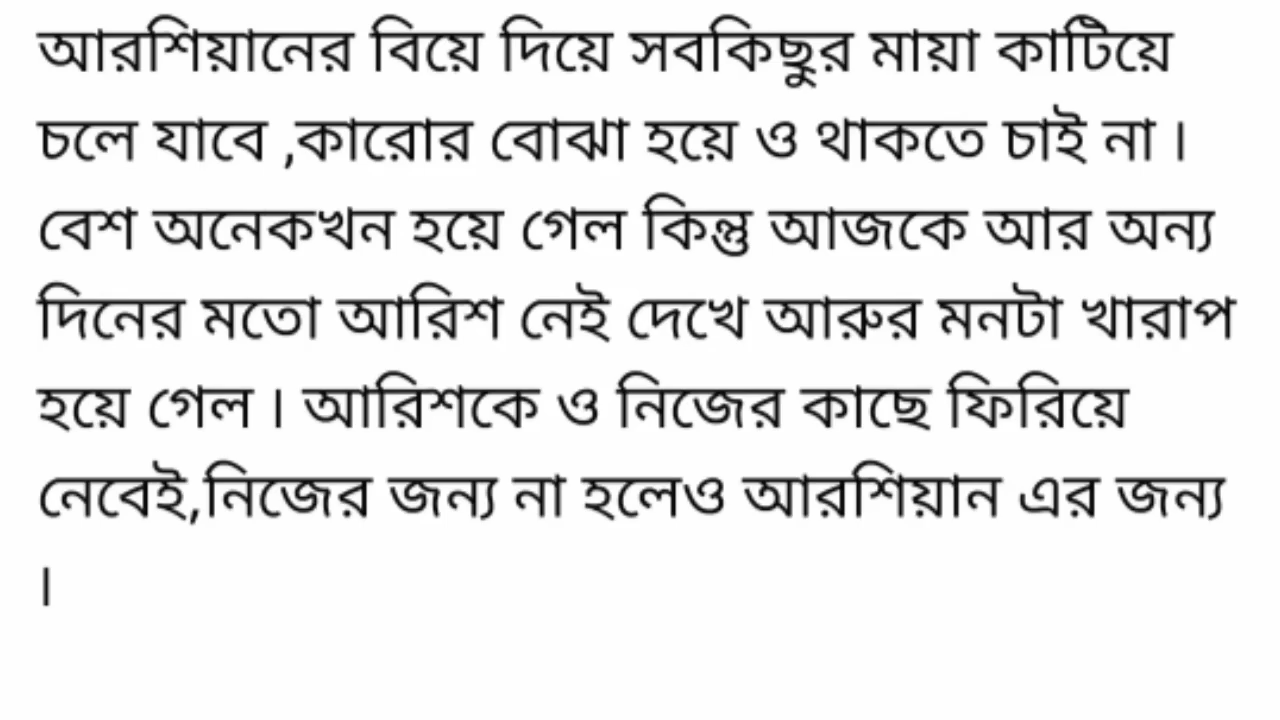 আরশিয়ানের বিয়ে দিয়ে সবকিছুর মায়া কাটিয়ে
চলে যাবে ,কারোর বোঝা হয়ে ও থাকতে চাই না ।
বেশ অনেকখন হয়ে গেল কিন্তু আজকে আর অন্য
দিনের মতো আরিশ নেই দেখে আরুর মনটা খারাপ
হয়ে গেল । আরিশকে ও নিজের কাছে ফিরিয়ে
নেবেই,নিজের জন্য না হলেও আরশিয়ান এর জন্য
।